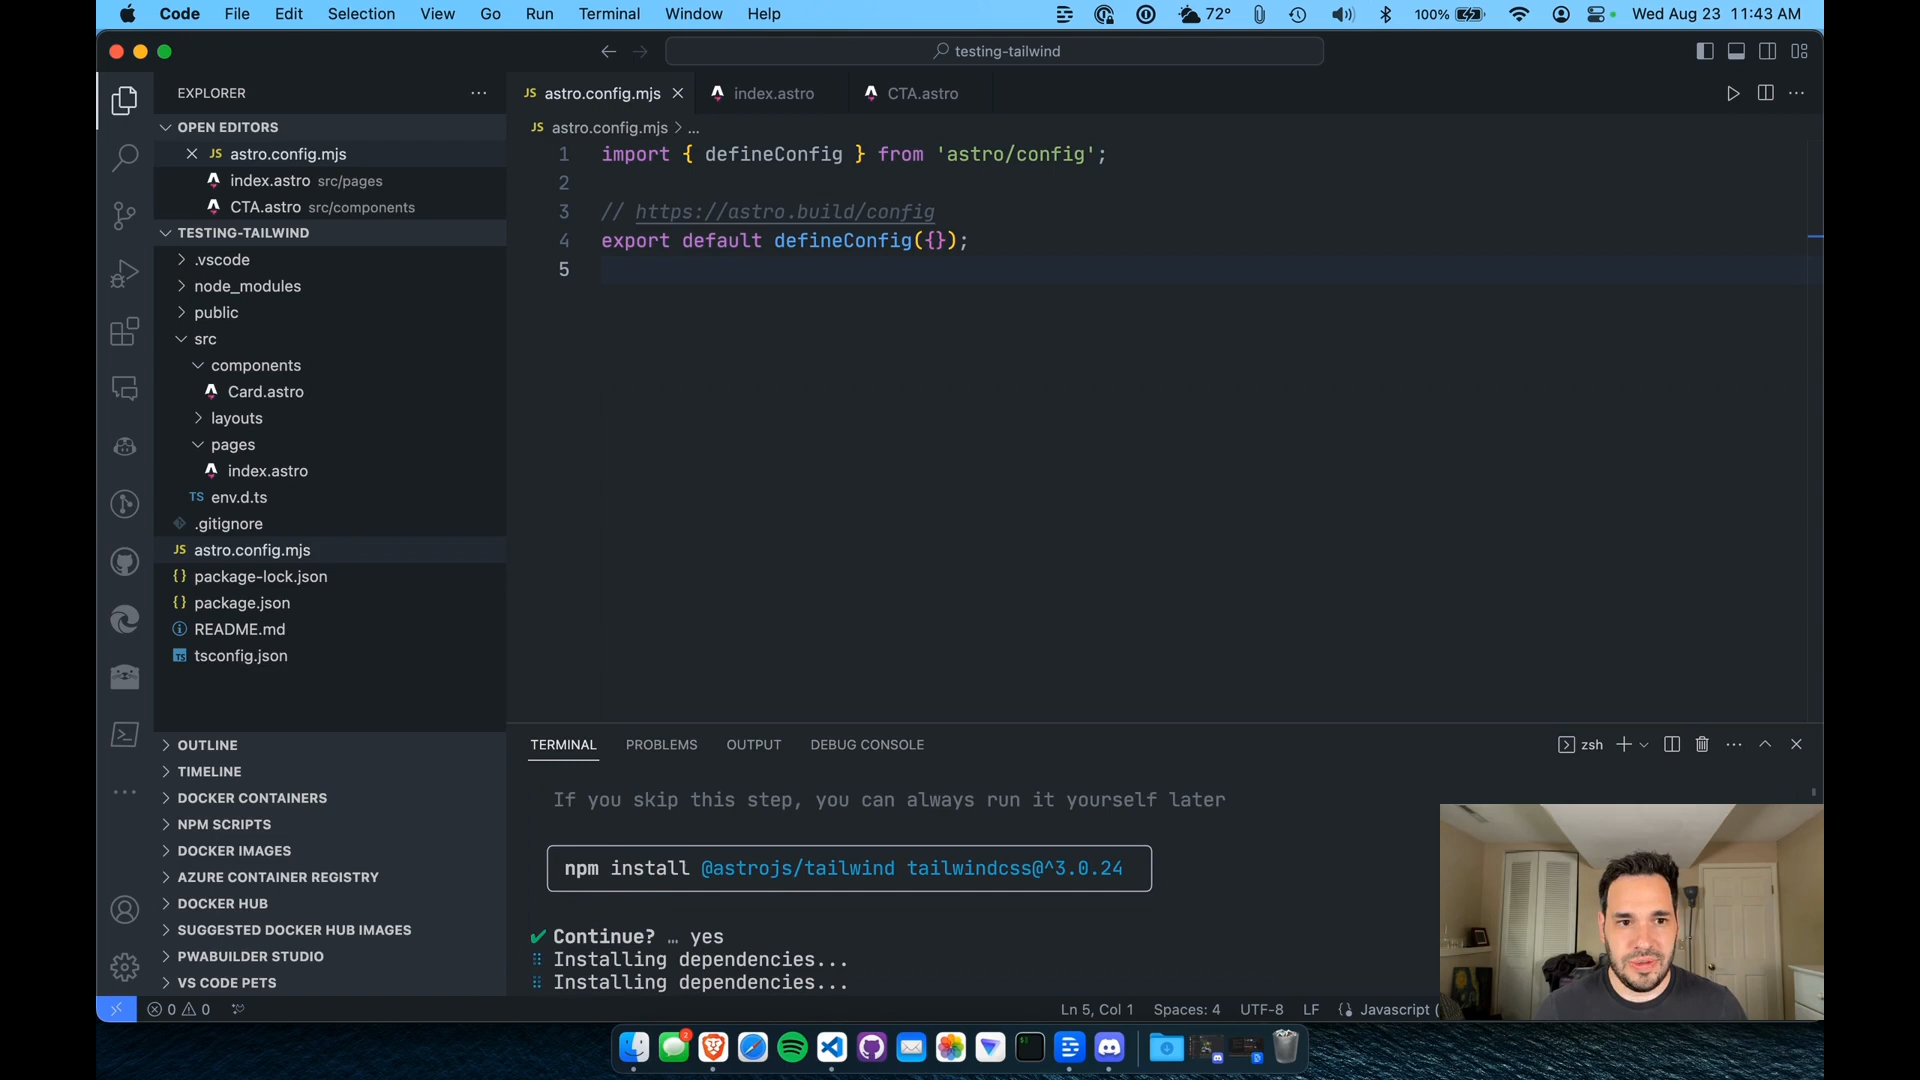 Code File Edit Selection View Go Run Terminal Window Help 72° 100% Wed Aug 23 11:43 AM
testing-tailwind
EXPLORER
OPEN EDITORS
JS astro.config.mjs
index.astro src/pages
CTA.astro src/components
TESTING-TAILWIND
.vscode
node_modules
public
src
components
Card.astro
layouts
pages
index.astro
TS env.d.ts
.gitignore
JS astro.config.mjs
{} package-lock.json
{} package.json
README.md
TS tsconfig.json
OUTLINE
TIMELINE
DOCKER CONTAINERS
NPM SCRIPTS
DOCKER IMAGES
AZURE CONTAINER REGISTRY
DOCKER HUB
SUGGESTED DOCKER HUB IMAGES
PWABUILDER STUDIO
VS CODE PETS
JS astro.config.mjs index.astro CTA.astro
JS astro.config.mjs > ...
1 import { defineConfig } from 'astro/config';
2
3 // https://astro.build/config
4 export default defineConfig({});
5
TERMINAL PROBLEMS OUTPUT DEBUG CONSOLE zsh
If you skip this step, you can always run it yourself later
npm install @astrojs/tailwind tailwindcss@^3.0.24
✔ Continue? … yes
Installing dependencies...
Installing dependencies...
0 0 Ln 5, Col 1 Spaces: 4 UTF-8 LF {} Javascript (
2